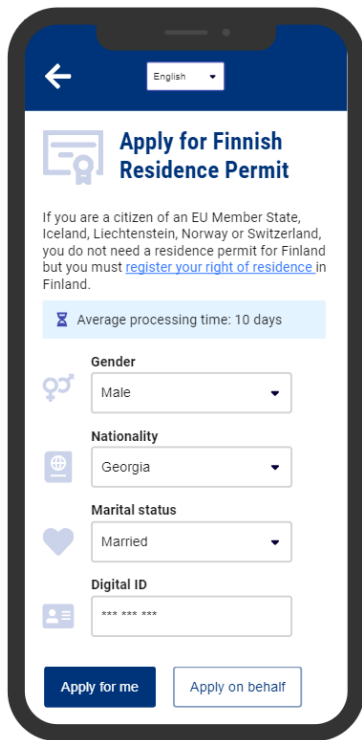 English
Apply for Finnish
Residence Permit
If you are a citizen of an EU Member State,
Iceland, Liechtenstein, Norway or Switzerland,
you do not need a residence permit for Finland
but you must register your right of residence in
Finland.
Average processing time: 10 days
Gender
Male
Nationality
Georgia
Marital status
Married
Digital ID
*** *** ***
Apply for me
Apply on behalf